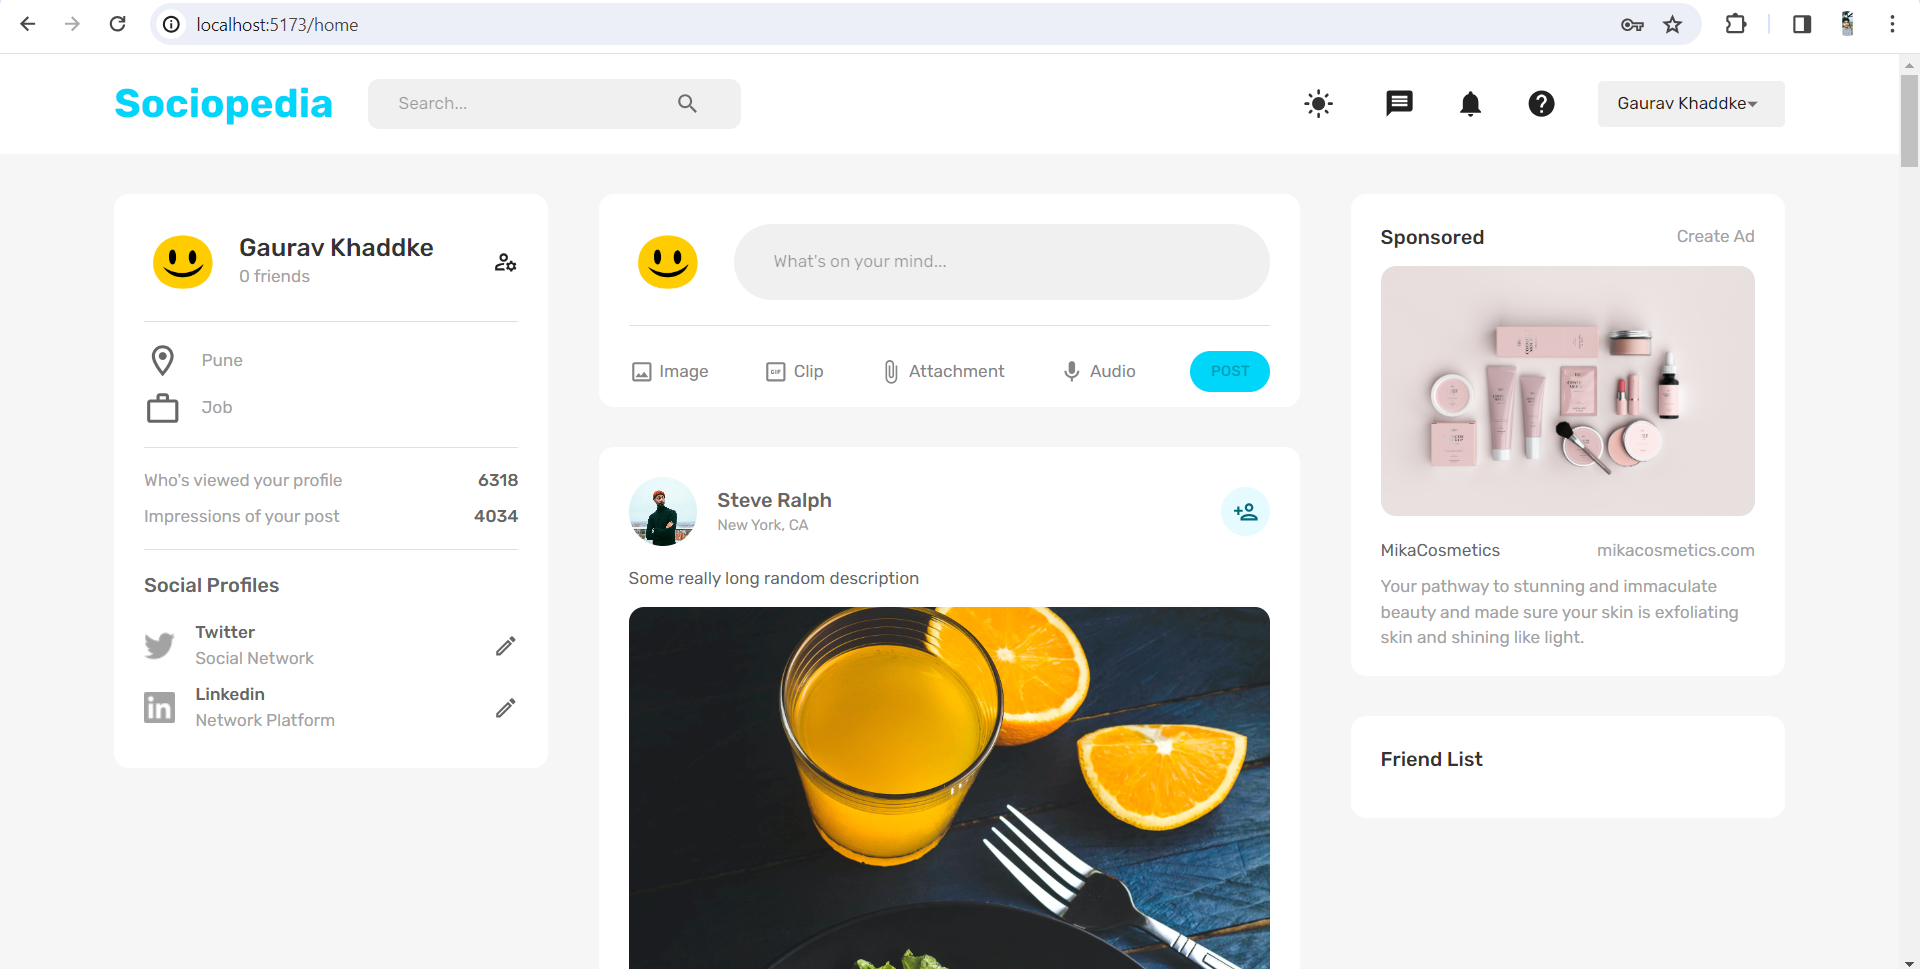 localhost:5173/home
Sociopedia
Search...
Gaurav Khaddke
Gaurav Khaddke
0 friends
Pune
Job
Who's viewed your profile 6318
Impressions of your post 4034
Social Profiles
Twitter
Social Network
Linkedin
Network Platform
What's on your mind...
Image Clip Attachment Audio POST
Steve Ralph
New York, CA
Some really long random description
Sponsored Create Ad
MikaCosmetics mikacosmetics.com
Your pathway to stunning and immaculate
beauty and made sure your skin is exfoliating
skin and shining like light.
Friend List